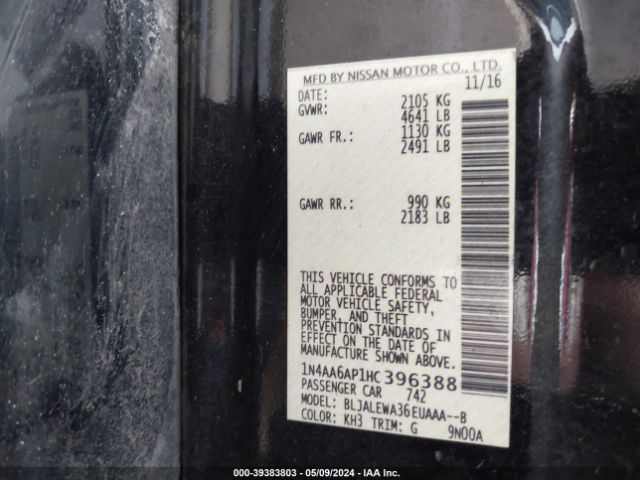 MFD BY NISSAN MOTOR CO., LTD.
DATE: 11/16
GVWR: 2105 KG
4641 LB
GAWR FR.: 1130 KG
2491 LB
GAWR RR.: 990 KG
2183 LB
THIS VEHICLE CONFORMS TO
ALL APPLICABLE FEDERAL
MOTOR VEHICLE SAFETY,
BUMPER, AND THEFT
PREVENTION STANDARDS IN
EFFECT ON THE DATE OF
MANUFACTURE SHOWN ABOVE.
1N4AA6AP1HC396388
PASSENGER CAR 742
MODEL: BLJALEWA36EUAAA--B
COLOR: KH3 TRIM: G 9N00A
000-39383803 - 05/09/2024 - IAA Inc.